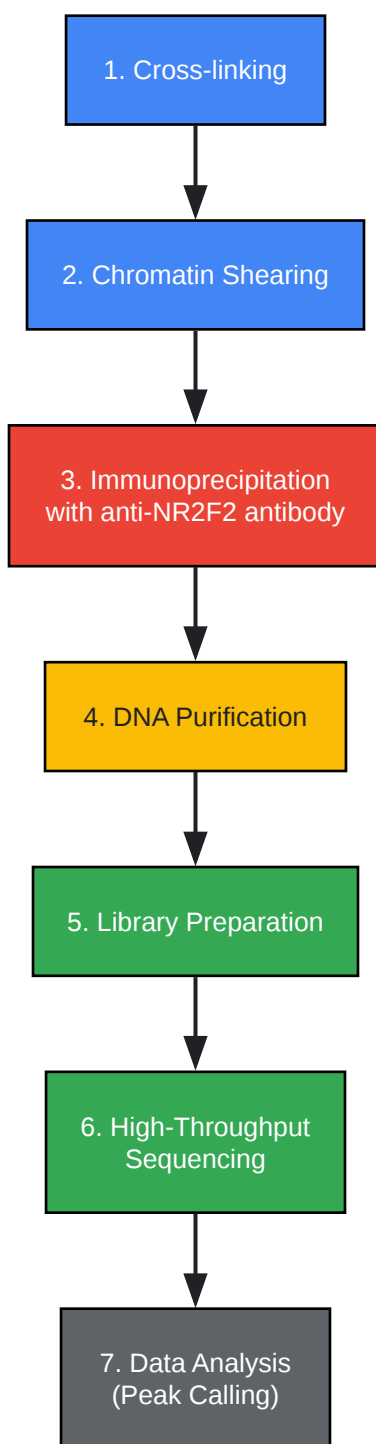 1. Cross-linking
2. Chromatin Shearing
3. Immunoprecipitation
with anti-NR2F2 antibody
4. DNA Purification
5. Library Preparation
6. High-Throughput
Sequencing
7. Data Analysis
(Peak Calling)